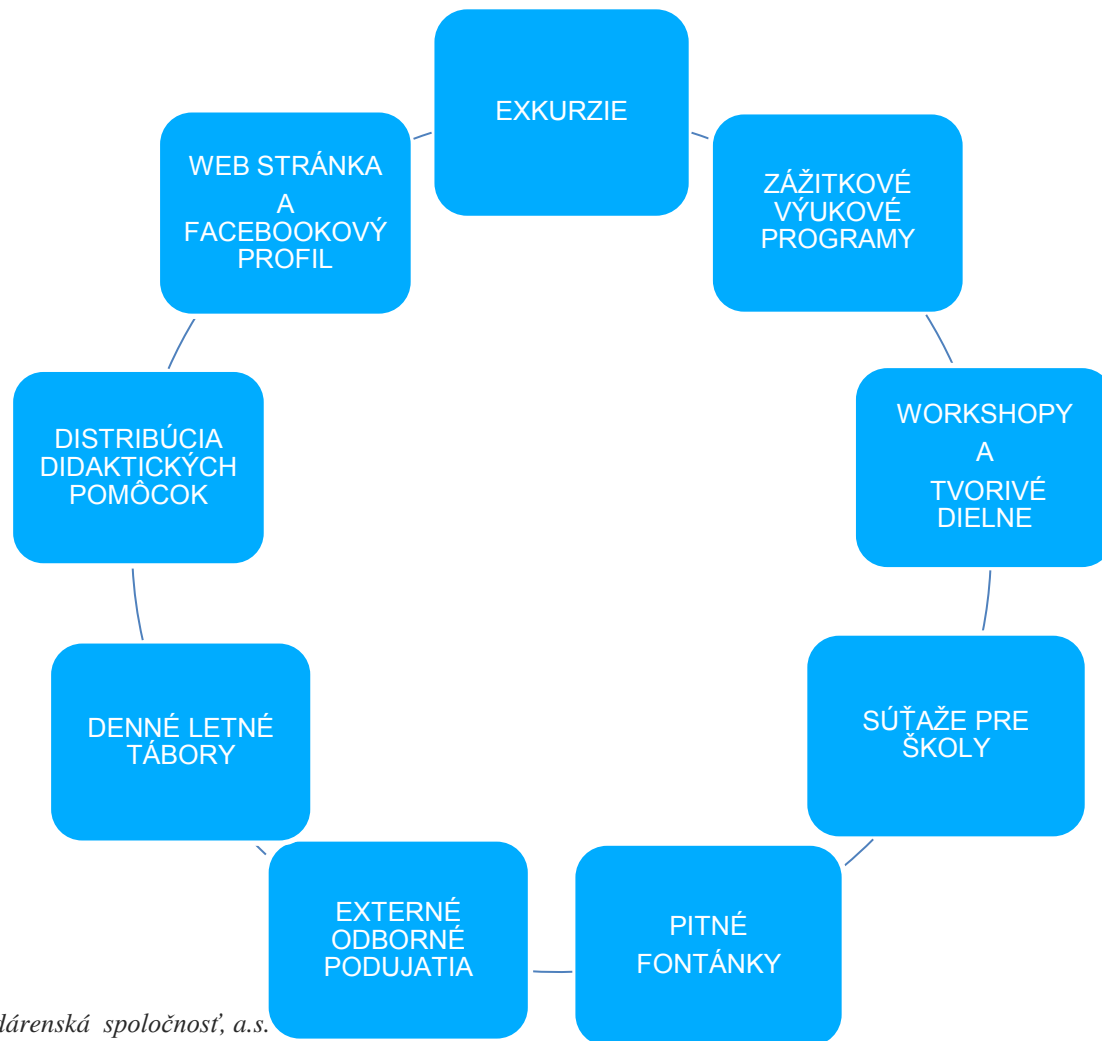 EXKURZIE
ZÁŽITKOVÉ
VÝUKOVÉ
PROGRAMY
WORKSHOPY
A
TVORIVÉ
DIELNE
SÚŤAŽE PRE
ŠKOLY
PITNÉ
FONTÁNKY
EXTERNÉ
ODBORNÉ
PODUJATIA
DENNÉ LETNÉ
TÁBORY
DISTRIBÚCIA
DIDAKTICKÝCH
POMÔCOK
WEB STRÁNKA
A
FACEBOOKOVÝ
PROFIL
dárenská spoločnosť, a.s.